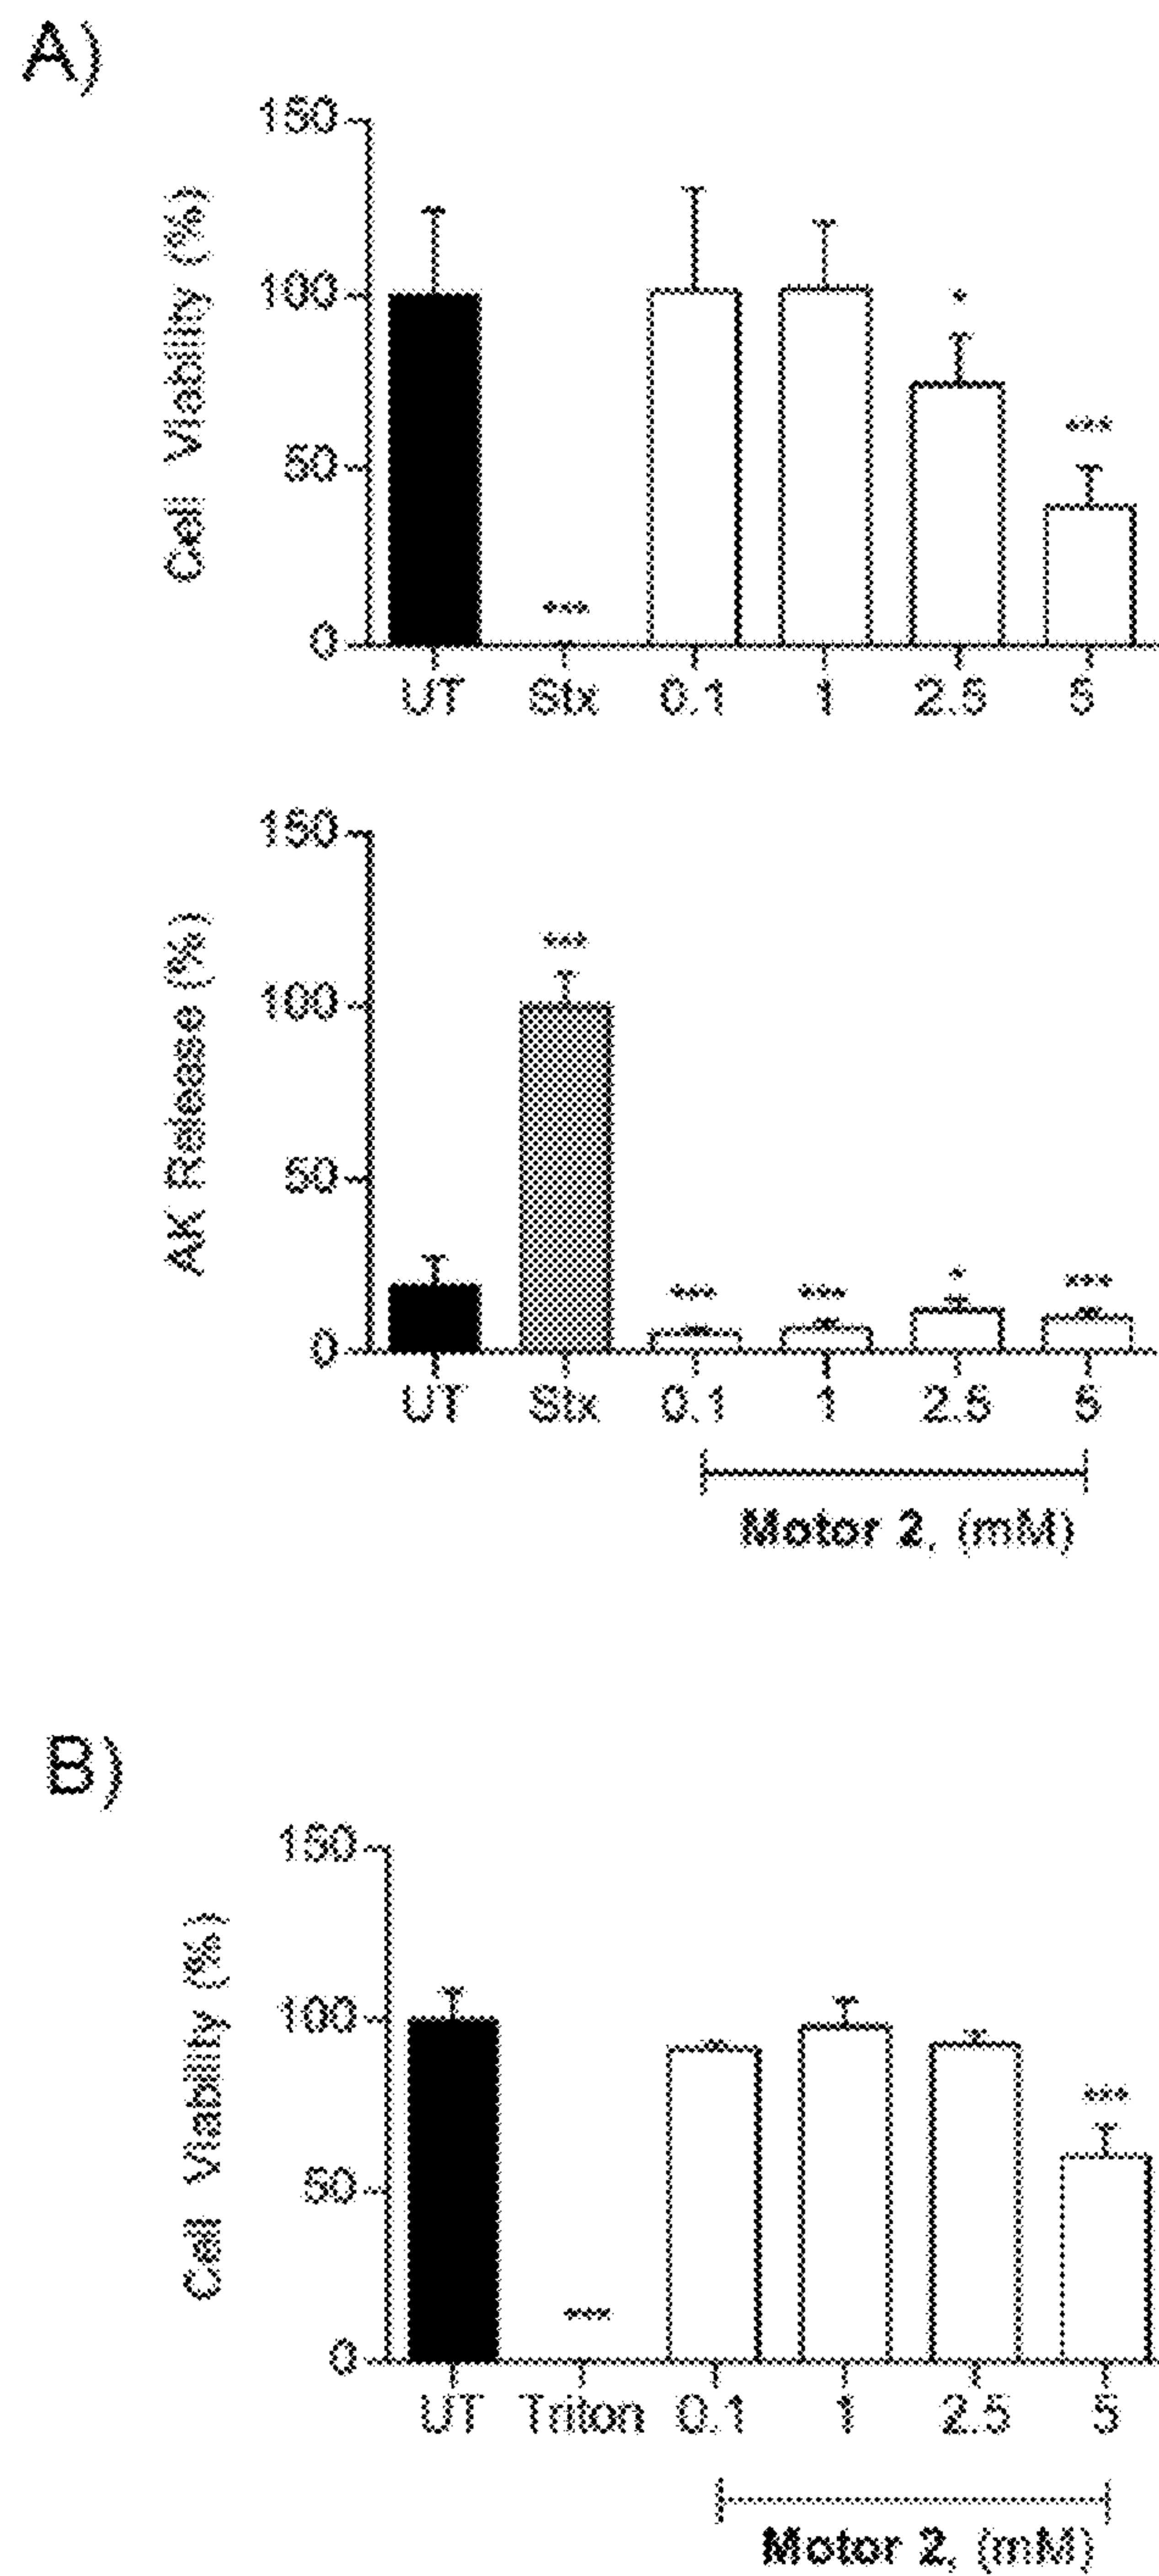 A)
150
100
50
0
Cell Viability (%)
*
***
***
UT Stx 0.1 1 2.5 5
150
100
50
0
AK Release (%)
***
*** *** * ***
UT Stx 0.1 1 2.5 5
Motor 2, (mM)
B)
150
100
50
0
Cell Viability (%)
***
***
UT Triton 0.1 1 2.5 5
Motor 2, (mM)